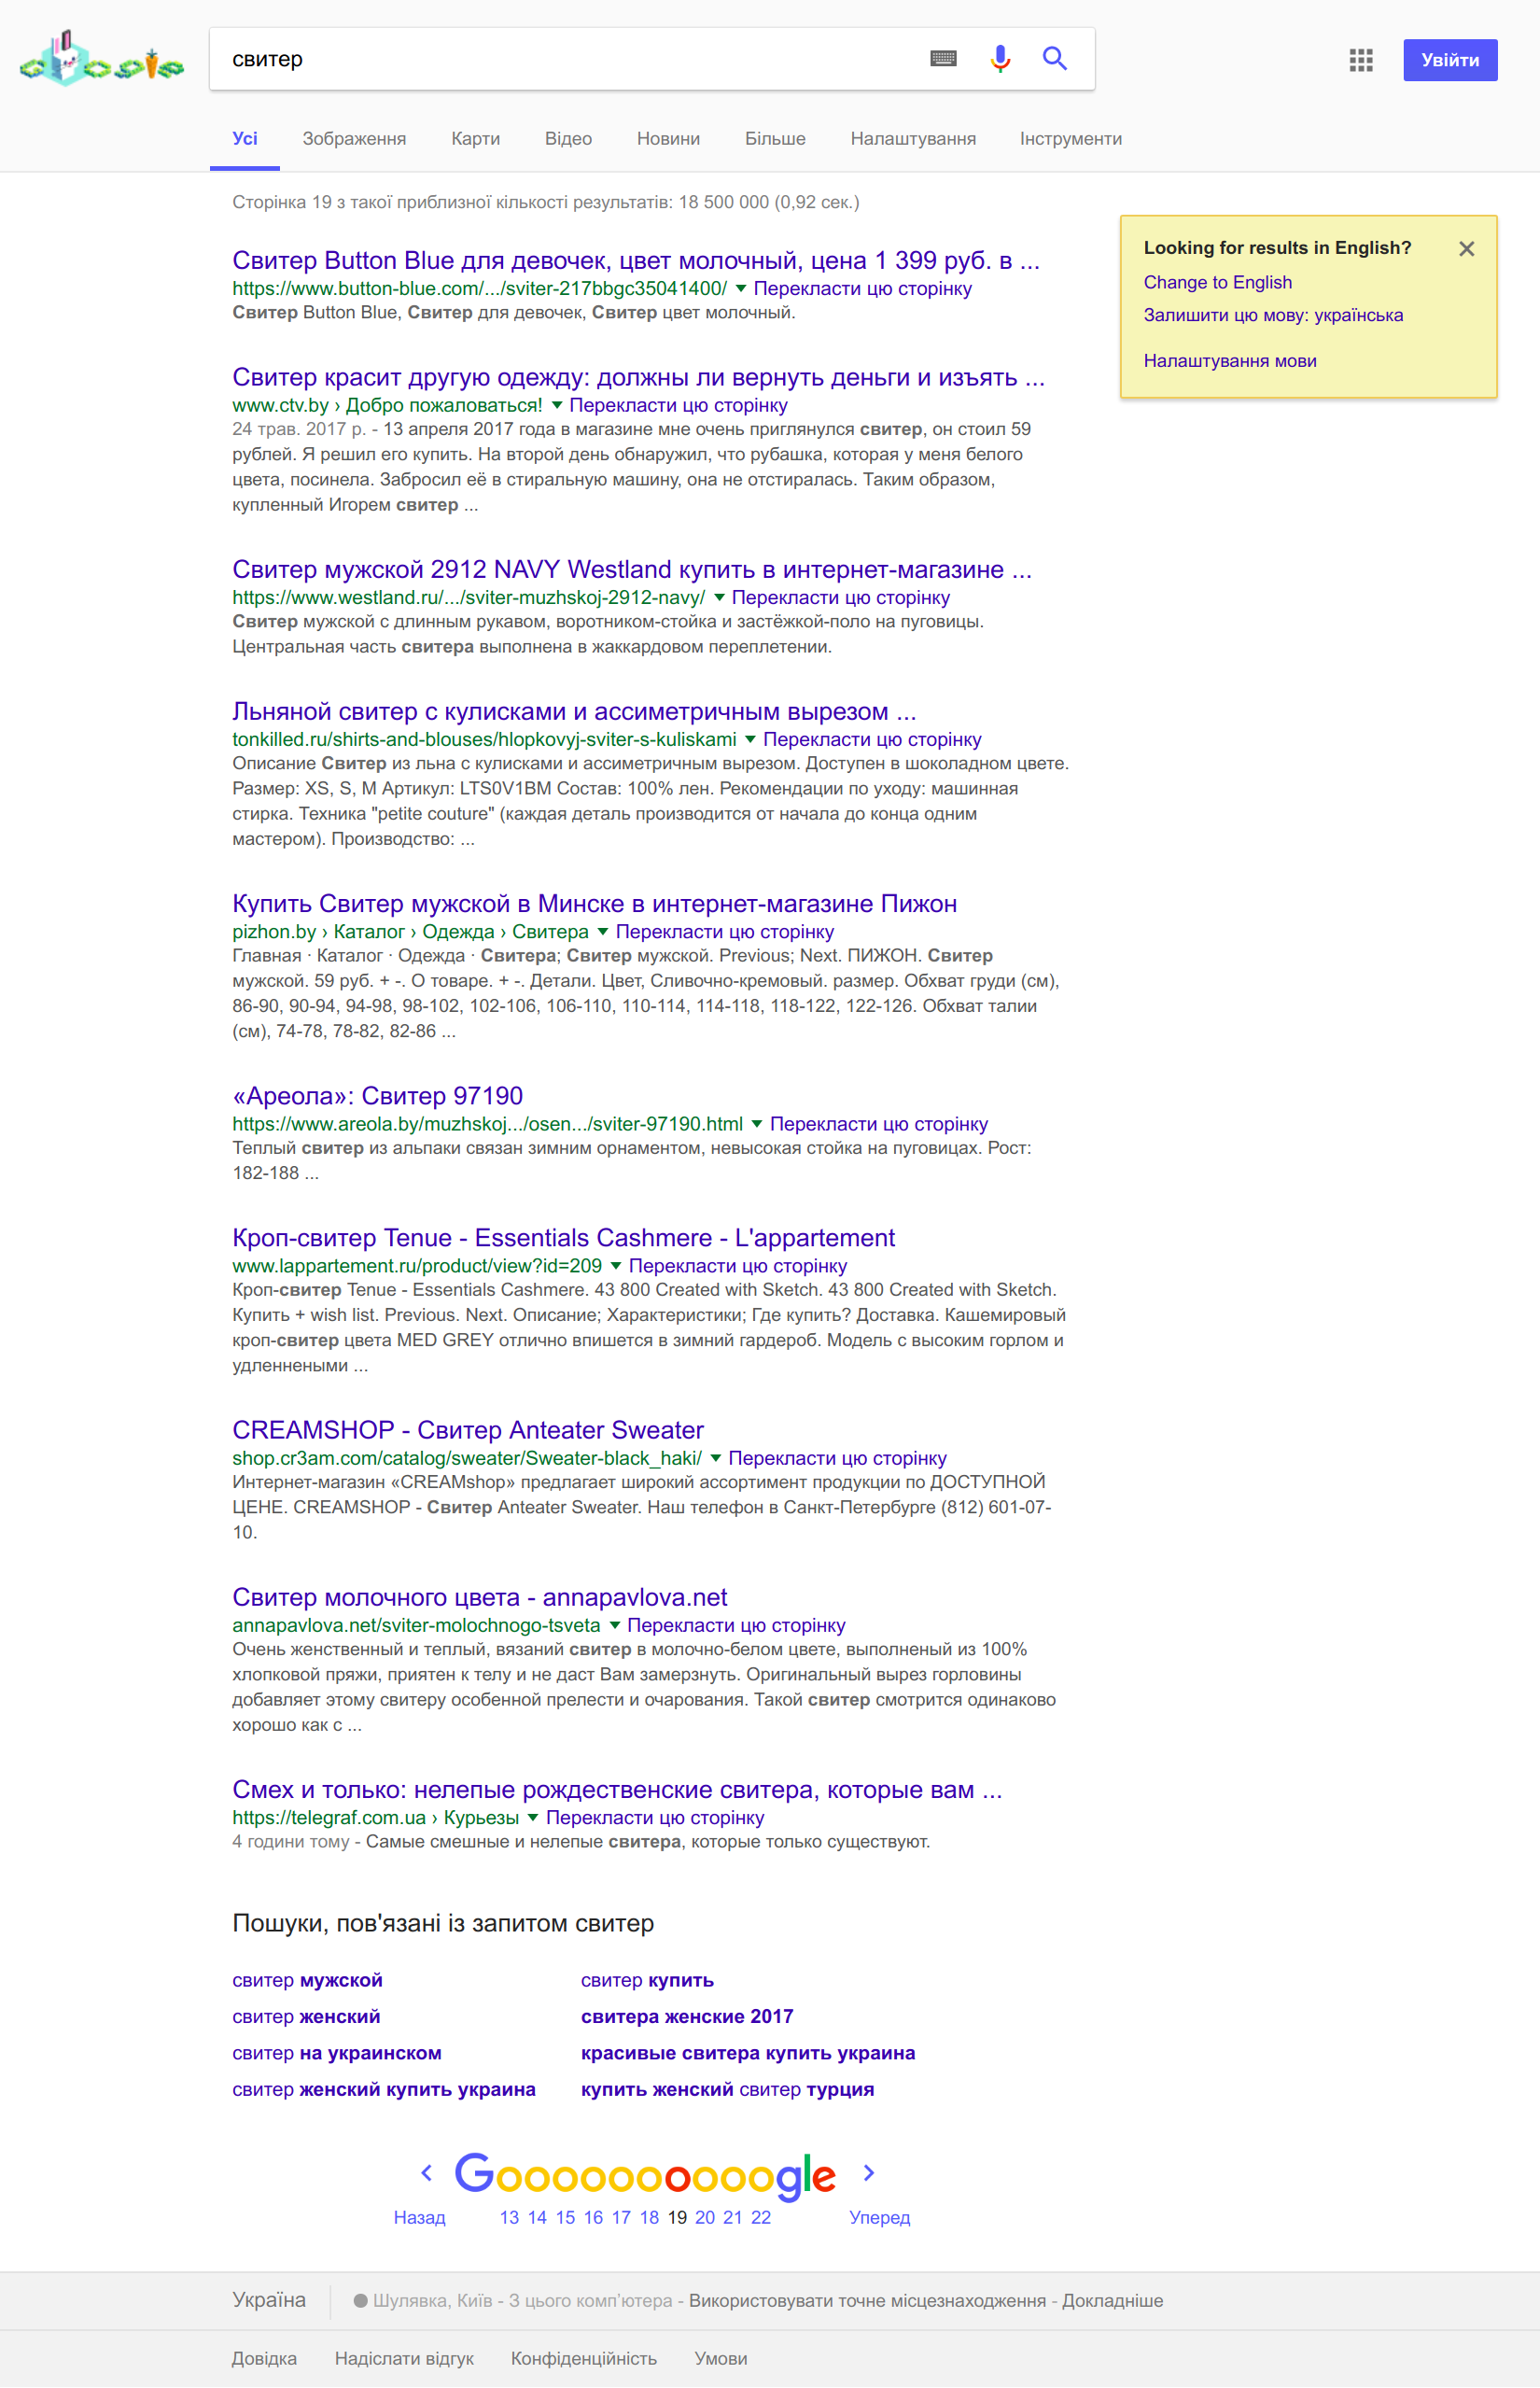 свитер
Увійти
Усі Зображення Карти Відео Новини Більше Налаштування Інструменти
Сторінка 19 з такої приблизної кількості результатів: 18 500 000 (0,92 сек.)
Looking for results in English?
Change to English
Залишити цю мову: українська
Налаштування мови
Свитер Button Blue для девочек, цвет молочный, цена 1 399 руб. в ...
https://www.button-blue.com/.../sviter-217bbgc35041400/ Перекласти цю сторінку
Свитер Button Blue, Свитер для девочек, Свитер цвет молочный.
Свитер красит другую одежду: должны ли вернуть деньги и изъять ...
www.ctv.by › Добро пожаловаться! Перекласти цю сторінку
24 трав. 2017 р. - 13 апреля 2017 года в магазине мне очень приглянулся свитер, он стоил 59
рублей. Я решил его купить. На второй день обнаружил, что рубашка, которая у меня белого
цвета, посинела. Забросил её в стиральную машину, она не отстиралась. Таким образом,
купленный Игорем свитер ...
Свитер мужской 2912 NAVY Westland купить в интернет-магазине ...
https://www.westland.ru/.../sviter-muzhskoj-2912-navy/ Перекласти цю сторінку
Свитер мужской с длинным рукавом, воротником-стойка и застёжкой-поло на пуговицы.
Центральная часть свитера выполнена в жаккардовом переплетении.
Льняной свитер с кулисками и ассиметричным вырезом ...
tonkilled.ru/shirts-and-blouses/hlopkovyj-sviter-s-kuliskami Перекласти цю сторінку
Описание Свитер из льна с кулисками и ассиметричным вырезом. Доступен в шоколадном цвете.
Размер: XS, S, M Артикул: LTS0V1BM Состав: 100% лен. Рекомендации по уходу: машинная
стирка. Техника "petite couture" (каждая деталь производится от начала до конца одним
мастером). Производство: ...
Купить Свитер мужской в Минске в интернет-магазине Пижон
pizhon.by › Каталог › Одежда › Свитера Перекласти цю сторінку
Главная · Каталог · Одежда · Свитера; Свитер мужской. Previous; Next. ПИЖОН. Свитер
мужской. 59 руб. + -. О товаре. + -. Детали. Цвет, Сливочно-кремовый. размер. Обхват груди (см),
86-90, 90-94, 94-98, 98-102, 102-106, 106-110, 110-114, 114-118, 118-122, 122-126. Обхват талии
(см), 74-78, 78-82, 82-86 ...
«Ареола»: Свитер 97190
https://www.areola.by/muzhskoj.../osen.../sviter-97190.html Перекласти цю сторінку
Теплый свитер из альпаки связан зимним орнаментом, невысокая стойка на пуговицах. Рост:
182-188 ...
Кроп-свитер Tenue - Essentials Cashmere - L'appartement
www.lappartement.ru/product/view?id=209 Перекласти цю сторінку
Кроп-свитер Tenue - Essentials Cashmere. 43 800 Created with Sketch. 43 800 Created with Sketch.
Купить + wish list. Previous. Next. Описание; Характеристики; Где купить? Доставка. Кашемировый
кроп-свитер цвета MED GREY отлично впишется в зимний гардероб. Модель с высоким горлом и
удленнеными ...
CREAMSHOP - Свитер Anteater Sweater
shop.cr3am.com/catalog/sweater/Sweater-black_haki/ Перекласти цю сторінку
Интернет-магазин «CREAMshop» предлагает широкий ассортимент продукции по ДОСТУПНОЙ
ЦЕНЕ. CREAMSHOP - Свитер Anteater Sweater. Наш телефон в Санкт-Петербурге (812) 601-07-
10.
Свитер молочного цвета - annapavlova.net
annapavlova.net/sviter-molochnogo-tsveta Перекласти цю сторінку
Очень женственный и теплый, вязаний свитер в молочно-белом цвете, выполненый из 100%
хлопковой пряжи, приятен к телу и не даст Вам замерзнуть. Оригинальный вырез горловины
добавляет этому свитеру особенной прелести и очарования. Такой свитер смотрится одинаково
хорошо как с ...
Смех и только: нелепые рождественские свитера, которые вам ...
https://telegraf.com.ua › Курьезы Перекласти цю сторінку
4 години тому - Самые смешные и нелепые свитера, которые только существуют.
Пошуки, пов'язані із запитом свитер
свитер мужской свитер купить
свитер женский свитера женские 2017
свитер на украинском красивые свитера купить украина
свитер женский купить украина купить женский свитер турция
Goooooooooogle
Назад 13 14 15 16 17 18 19 20 21 22 Уперед
Україна Шулявка, Київ - З цього комп’ютера - Використовувати точне місцезнаходження - Докладніше
Довідка Надіслати відгук Конфіденційність Умови